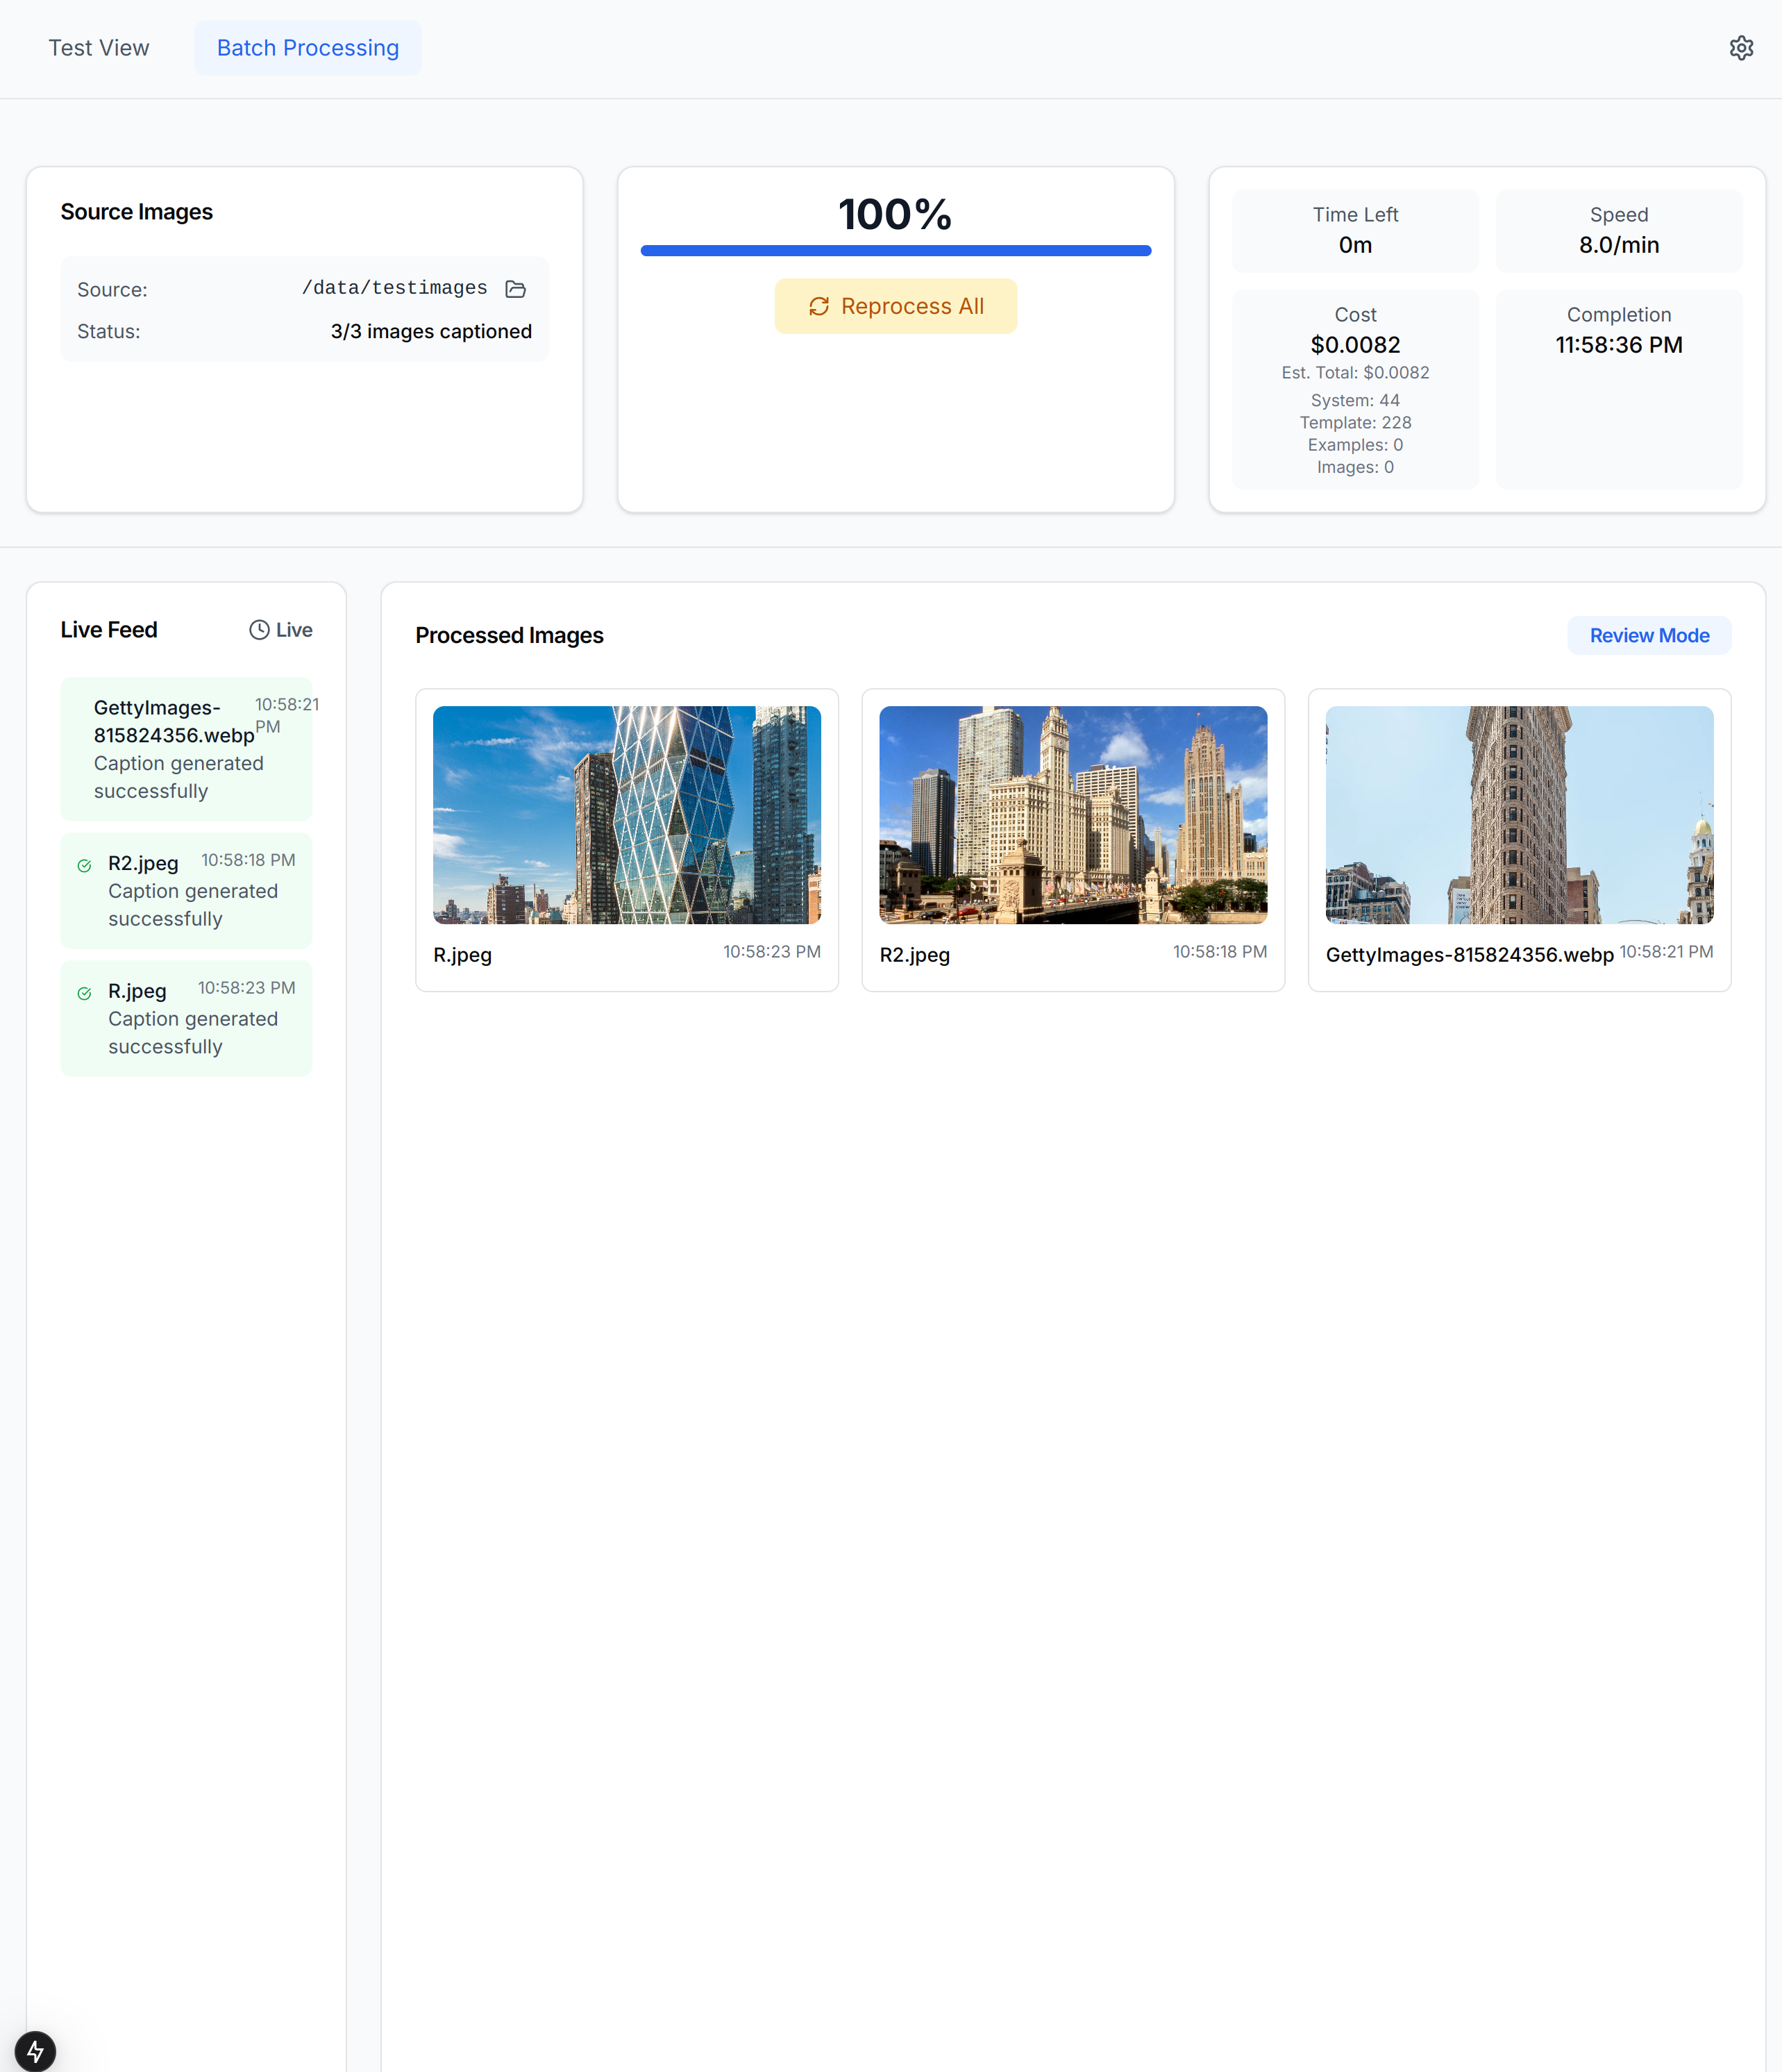 Test View
Batch Processing
Source Images
Source:
/data/testimages
Status:
3/3 images captioned
100%
Reprocess All
Time Left
0m
Speed
8.0/min
Cost
$0.0082
Est. Total: $0.0082
System: 44
Template: 228
Examples: 0
Images: 0
Completion
11:58:36 PM
Live Feed
Live
GettyImages-
815824356.webp
10:58:21
PM
Caption generated
successfully
R2.jpeg
10:58:18 PM
Caption generated
successfully
R.jpeg
10:58:23 PM
Caption generated
successfully
Processed Images
Review Mode
R.jpeg
10:58:23 PM
R2.jpeg
10:58:18 PM
GettyImages-815824356.webp
10:58:21 PM